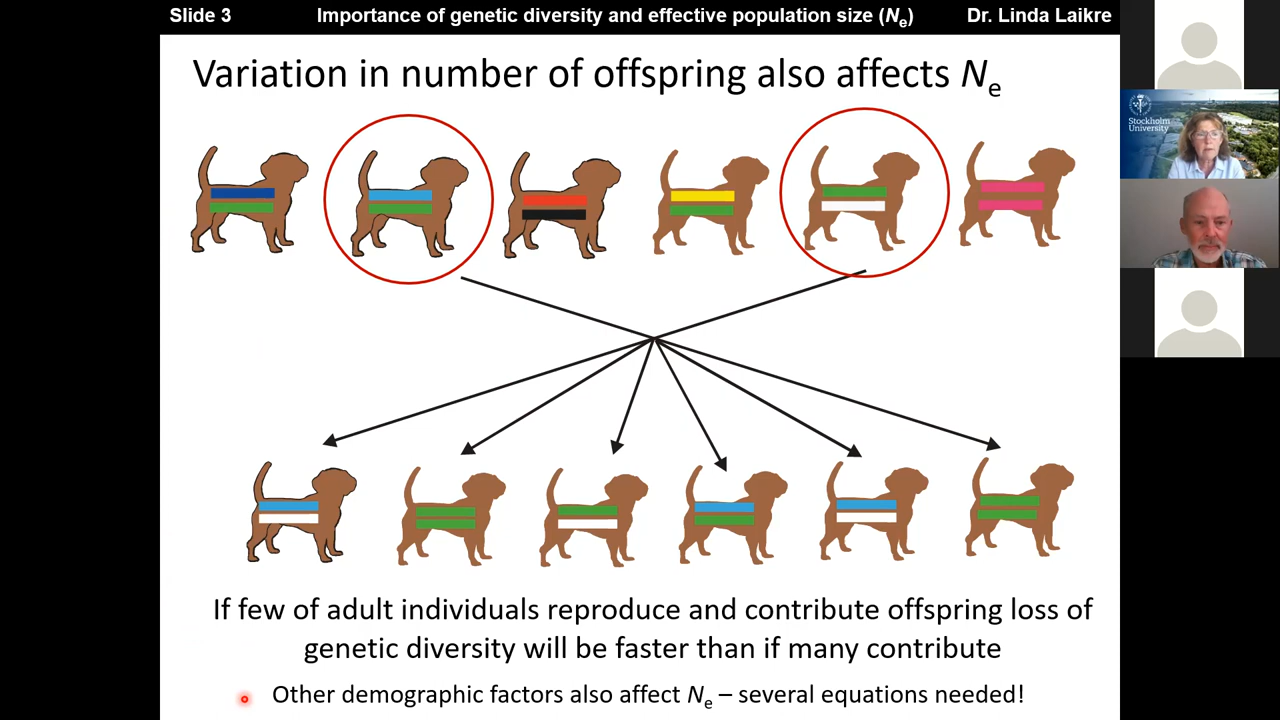 Slide 3 Importance of genetic diversity and effective population size (Ne) Dr. Linda Laikre
Variation in number of offspring also affects Ne
Stockholm
University
If few of adult individuals reproduce and contribute offspring loss of
genetic diversity will be faster than if many contribute
Other demographic factors also affect Ne – several equations needed!